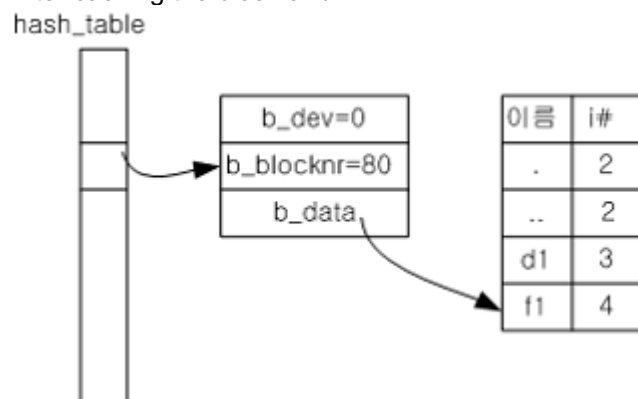 hash_table
b_dev=0
b_blocknr=80
b_data
이름 i#
. 2
.. 2
d1 3
f1 4